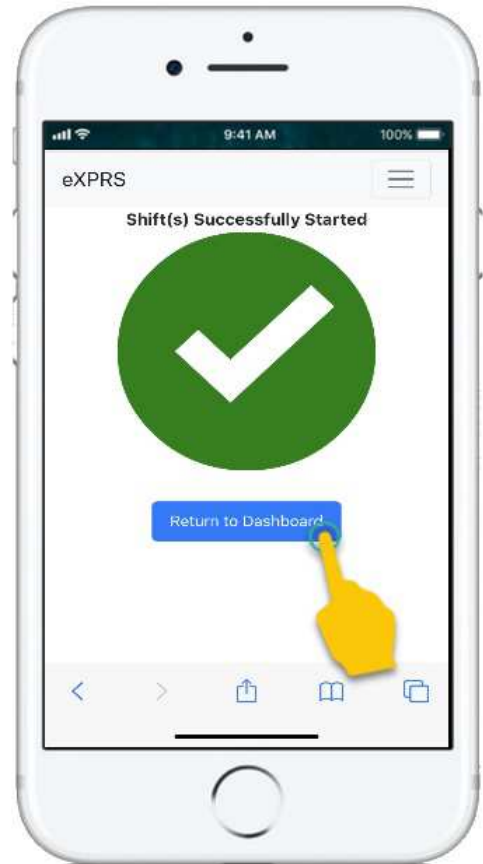 9:41 AM
100%
eXPRS
Shift(s) Successfully Started
Return to Dashboard